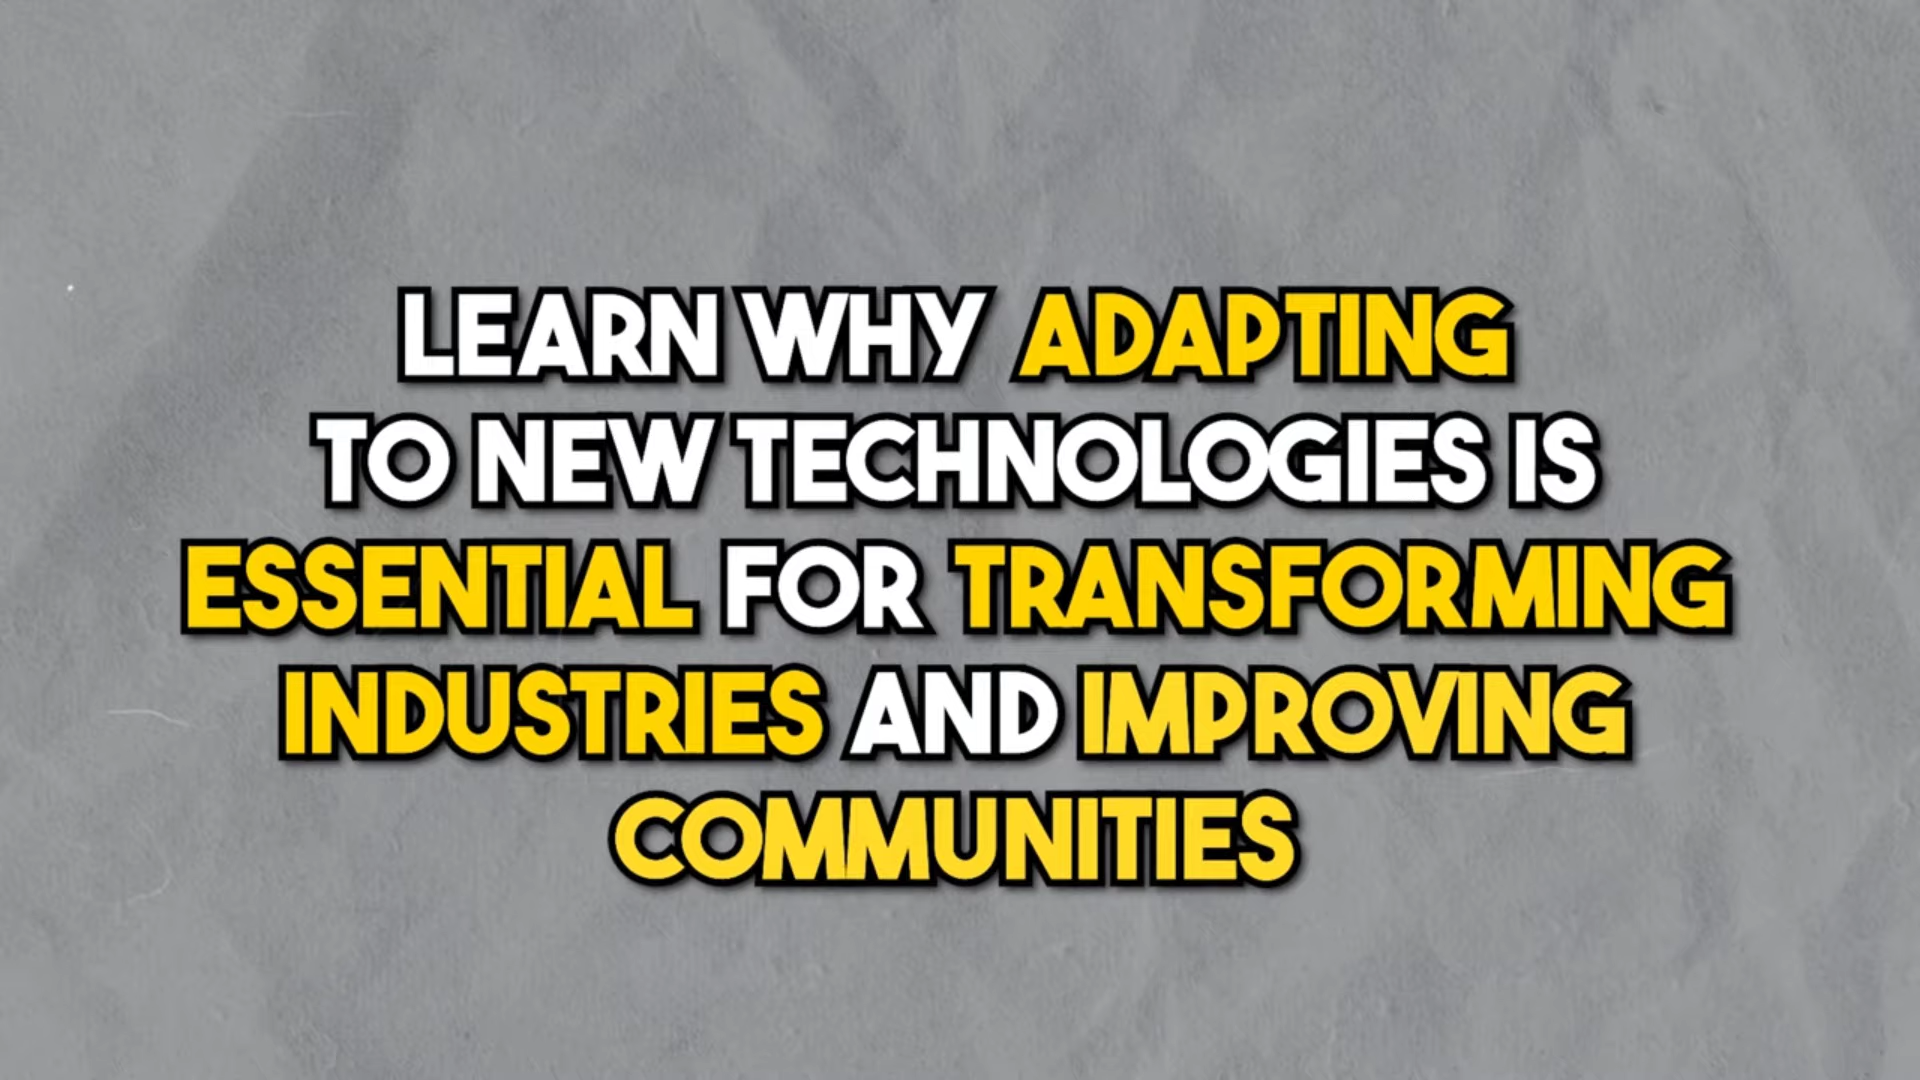 LEARN WHY ADAPTING
TO NEW TECHNOLOGIES IS
ESSENTIAL FOR TRANSFORMING
INDUSTRIES AND IMPROVING
COMMUNITIES